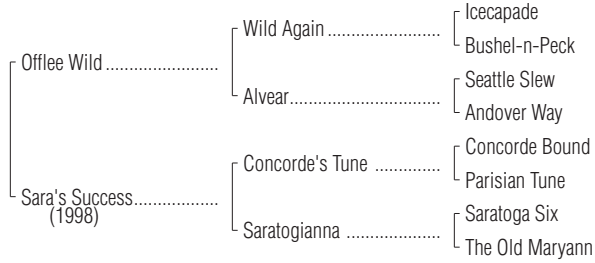 Icecapade
Wild Again
Bushel-n-Peck
Offlee Wild
Seattle Slew
Alvear
Andover Way
Concorde Bound
Concorde's Tune
Parisian Tune
Sara's Success
(1998)
Saratoga Six
Saratogianna
The Old Maryann